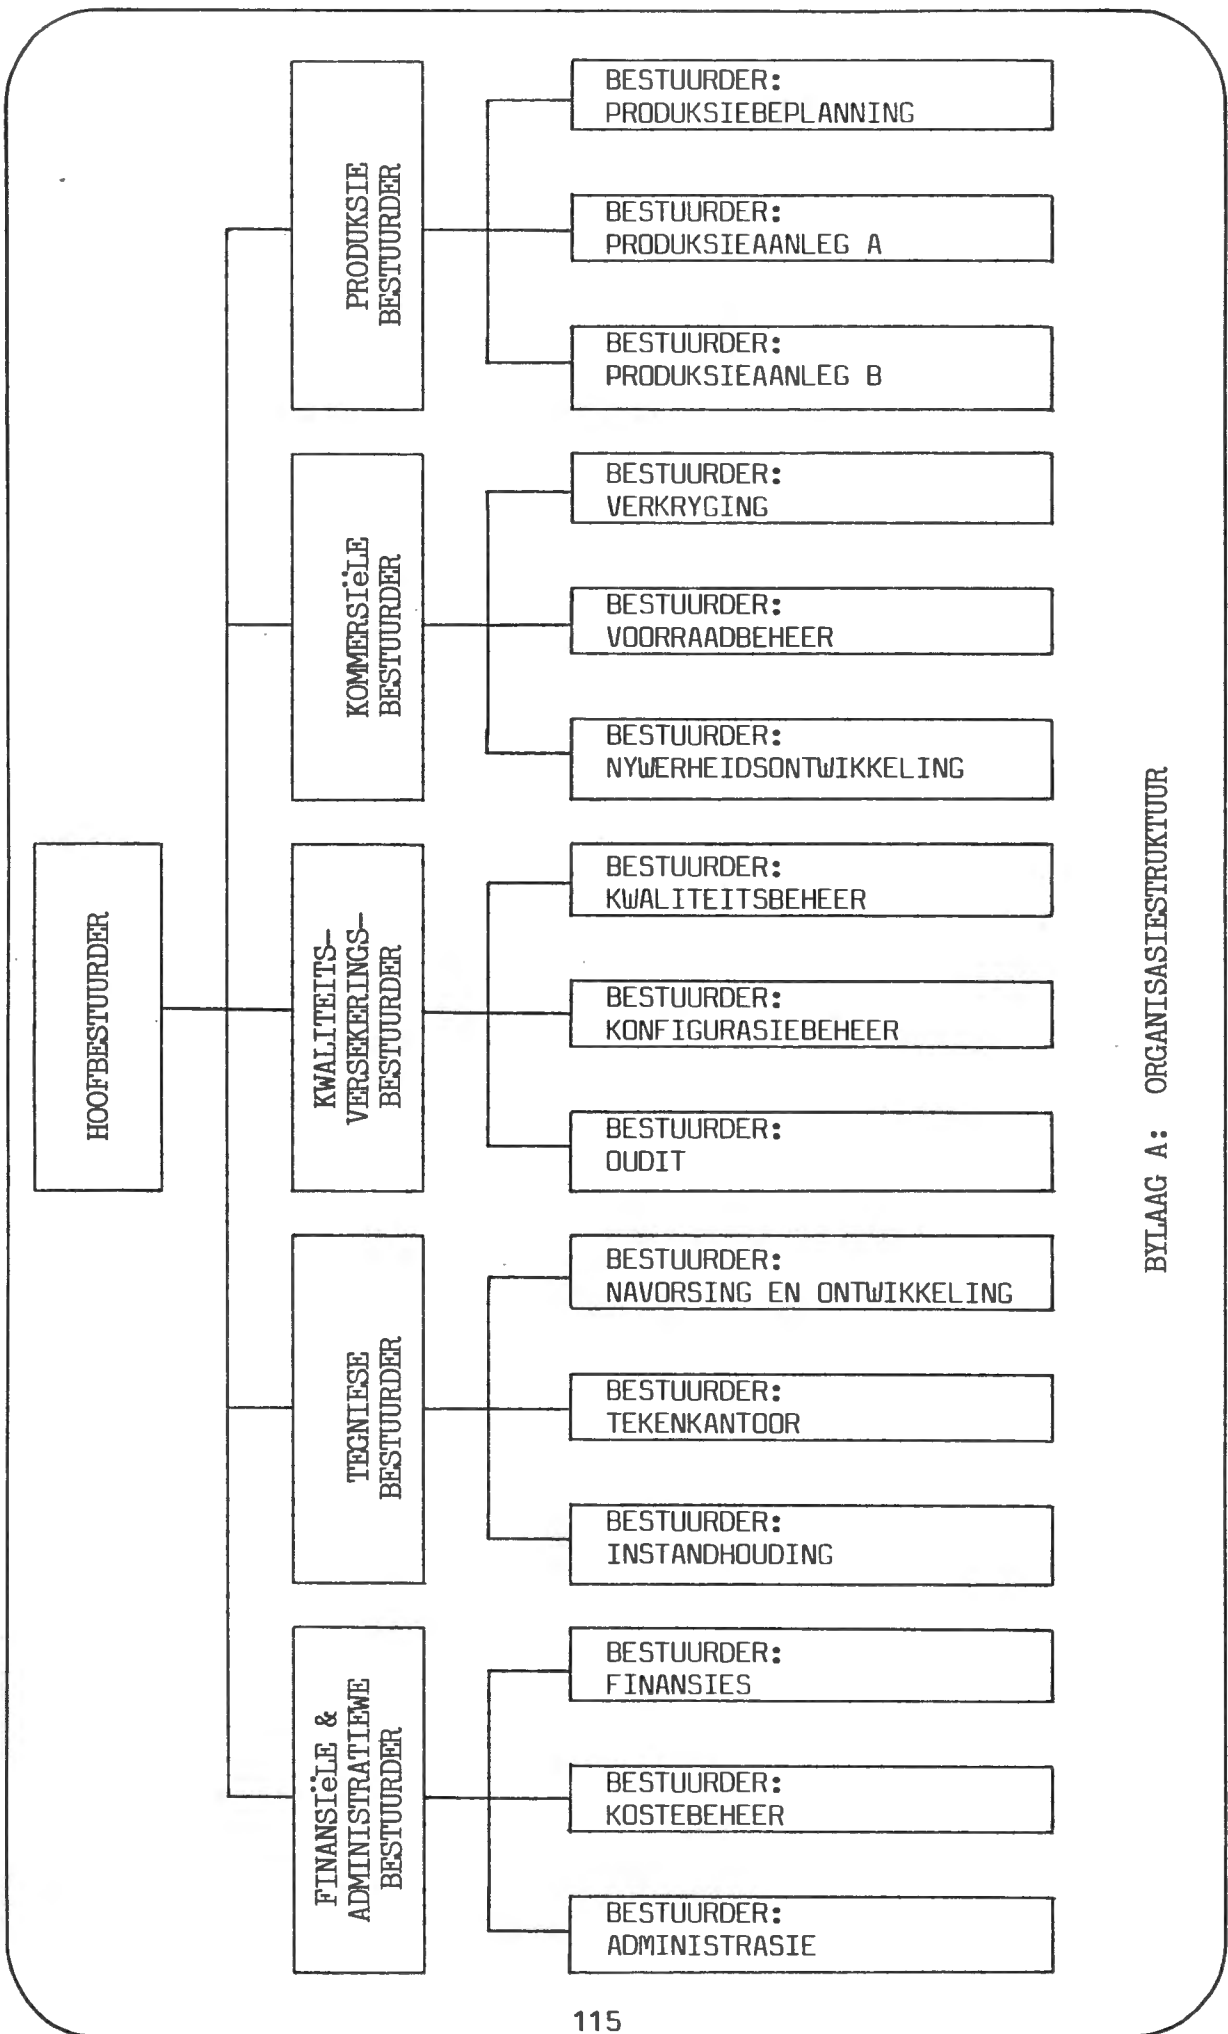 HOOFBESTUURDER
PRODUKSIE
BESTUURDER
BESTUURDER:
PRODUKSIEBEPLANNING
BESTUURDER:
PRODUKSIEAANLEG A
BESTUURDER:
PRODUKSIEAANLEG B
KOMMERSIëLE
BESTUURDER
BESTUURDER:
VERKRYGING
BESTUURDER:
VOORRAADBEHEER
BESTUURDER:
NYWERHEIDSONTWIKKELING
KWALITEITS-
VERSEKERINGS-
BESTUURDER
BESTUURDER:
KWALITEITSBEHEER
BESTUURDER:
KONFIGURASIEBEHEER
BESTUURDER:
OUDIT
TEGNIESE
BESTUURDER
BESTUURDER:
NAVORSING EN ONTWIKKELING
BESTUURDER:
TEKENKANTOOR
BESTUURDER:
INSTANDHOUDING
FINANSIëLE &
ADMINISTRATIEWE
BESTUURDER
BESTUURDER:
FINANSIES
BESTUURDER:
KOSTEBEHEER
BESTUURDER:
ADMINISTRASIE
BYLAAG A: ORGANISASIESTRUKTUUR
115